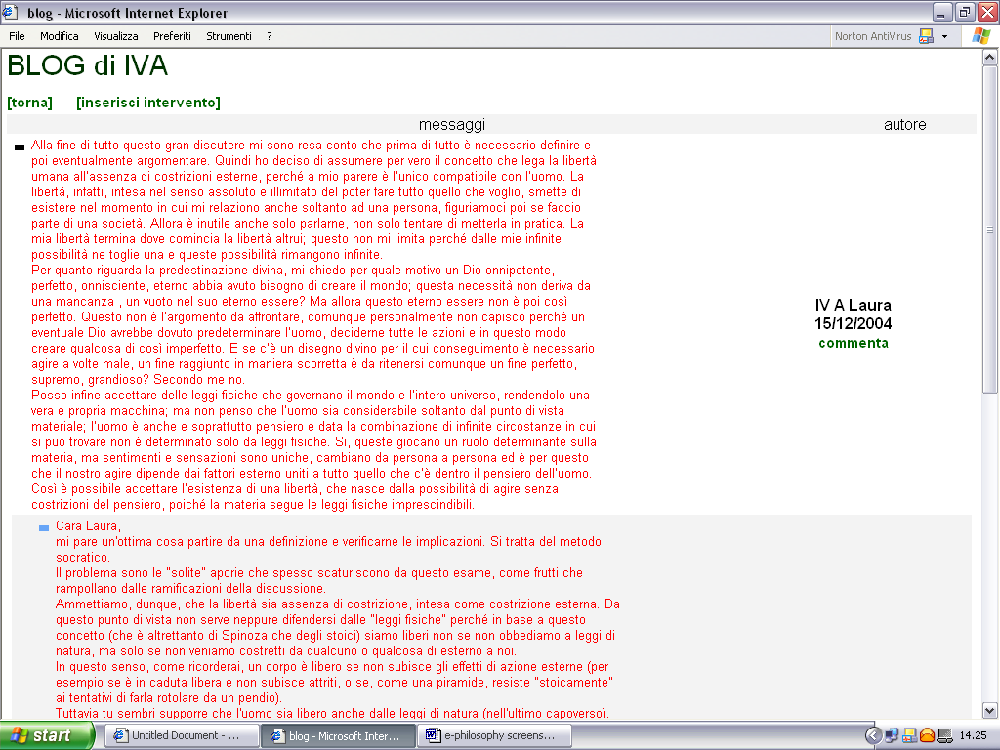 blog - Microsoft Internet Explorer
File Modifica Visualizza Preferiti Strumenti ?
Norton AntiVirus
BLOG di IVA
[torna] [inserisci intervento]
messaggi autore
Alla fine di tutto questo gran discutere mi sono resa conto che prima di tutto è necessario definire e
poi eventualmente argomentare. Quindi ho deciso di assumere per vero il concetto che lega la libertà
umana all'assenza di costrizioni esterne, perché a mio parere è l'unico compatibile con l'uomo. La
libertà, infatti, intesa nel senso assoluto e illimitato del poter fare tutto quello che voglio, smette di
esistere nel momento in cui mi relaziono anche soltanto ad una persona, figuriamoci poi se faccio
parte di una società. Allora è inutile anche solo parlarne, non solo tentare di metterla in pratica. La
mia libertà termina dove comincia la libertà altrui; questo non mi limita perché dalle mie infinite
possibilità ne toglie una e queste possibilità rimangono infinite.
Per quanto riguarda la predestinazione divina, mi chiedo per quale motivo un Dio onnipotente,
perfetto, onnisciente, eterno abbia avuto bisogno di creare il mondo; questa necessità non deriva da
una mancanza , un vuoto nel suo eterno essere? Ma allora questo eterno essere non è poi così
perfetto. Questo non è l'argomento da affrontare, comunque personalmente non capisco perché un
eventuale Dio avrebbe dovuto predeterminare l'uomo, deciderne tutte le azioni e in questo modo
creare qualcosa di così imperfetto. E se c'è un disegno divino per il cui conseguimento è necessario
agire a volte male, un fine raggiunto in maniera scorretta è da ritenersi comunque un fine perfetto,
supremo, grandioso? Secondo me no.
Posso infine accettare delle leggi fisiche che governano il mondo e l'intero universo, rendendolo una
vera e propria macchina; ma non penso che l'uomo sia considerabile soltanto dal punto di vista
materiale; l'uomo è anche e soprattutto pensiero e data la combinazione di infinite circostanze in cui
si può trovare non è determinato solo da leggi fisiche. Si, queste giocano un ruolo determinante sulla
materia, ma sentimenti e sensazioni sono uniche, cambiano da persona a persona ed è per questo
che il nostro agire dipende dai fattori esterno uniti a tutto quello che c'è dentro il pensiero dell'uomo.
Così è possibile accettare l'esistenza di una libertà, che nasce dalla possibilità di agire senza
costrizioni del pensiero, poiché la materia segue le leggi fisiche imprescindibili.
IV A Laura
15/12/2004
commenta
Cara Laura,
mi pare un'ottima cosa partire da una definizione e verificarne le implicazioni. Si tratta del metodo
socratico.
Il problema sono le "solite" aporie che spesso scaturiscono da questo esame, come frutti che
rampollano dalle ramificazioni della discussione.
Ammettiamo, dunque, che la libertà sia assenza di costrizione, intesa come costrizione esterna. Da
questo punto di vista non serve neppure difendersi dalle "leggi fisiche" perché in base a questo
concetto (che è altrettanto di Spinoza che degli stoici) siamo liberi non se non obbediamo a leggi di
natura, ma solo se non veniamo costretti da qualcuno o qualcosa di esterno a noi.
In questo senso, come ricorderai, un corpo è libero se non subisce gli effetti di azione esterne (per
esempio se è in caduta libera e non subisce attriti, o se, come una piramide, resiste "stoicamente"
ai tentativi di farla rotolare da un pendio).
Tuttavia tu sembri supporre che l'uomo sia libero anche dalle leggi di natura (nell'ultimo capoverso).
start Untitled Document - ... blog - Microsoft Inter... e-philosophy screens... 14.25